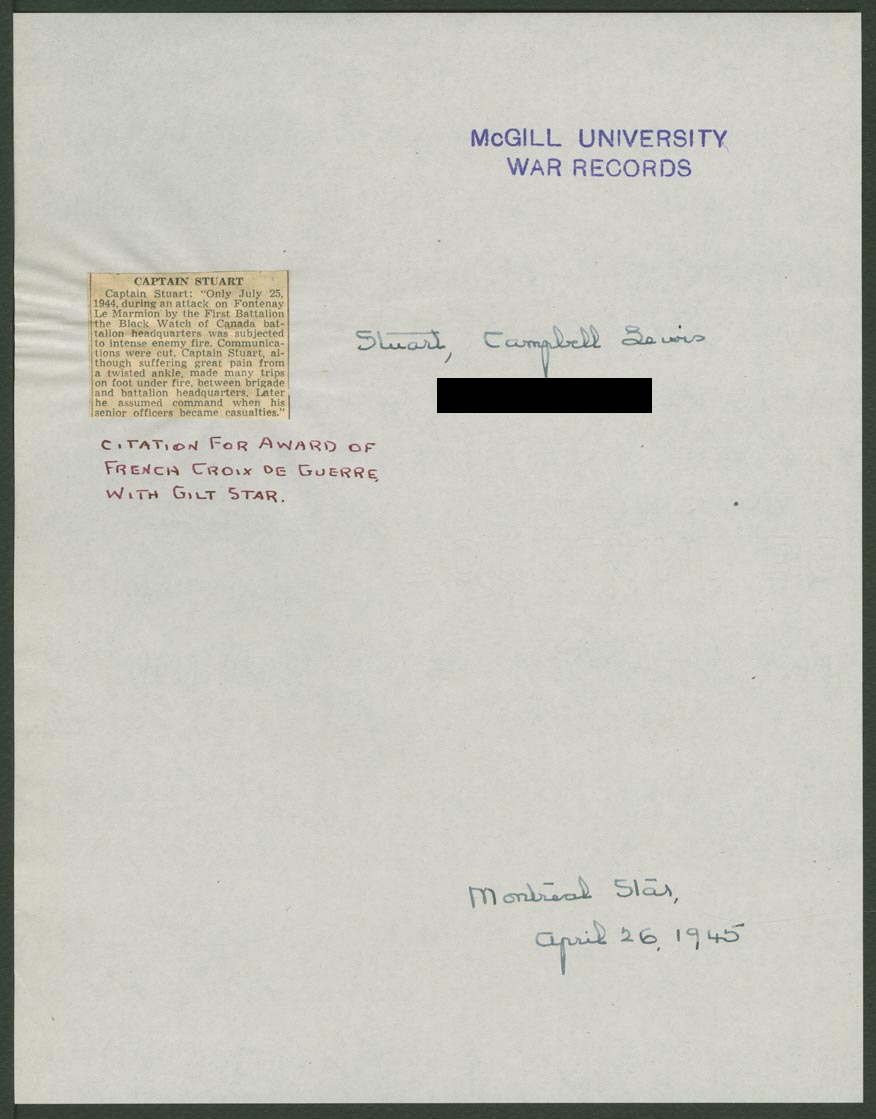 McGILL UNIVERSITY
WAR RECORDS
CAPTAIN STUART
Captain Stuart: "Only July 25,
1944, during an attack on Fontenay
Le Marmion by the First Battalion
the Black Watch of Canada bat-
talion headquarters was subjected
to intense enemy fire. Communica-
tions were cut. Captain Stuart, al-
though suffering great pain from
a twisted ankle, made many trips
on foot under fire, between brigade
and battalion headquarters. Later
he assumed command when his
senior officers became casualties."
Stuart, Campbell Lewis
CITATION FOR AWARD OF
FRENCH CROIX DE GUERRE
WITH GILT STAR.
Montreal Star,
April 26, 1945